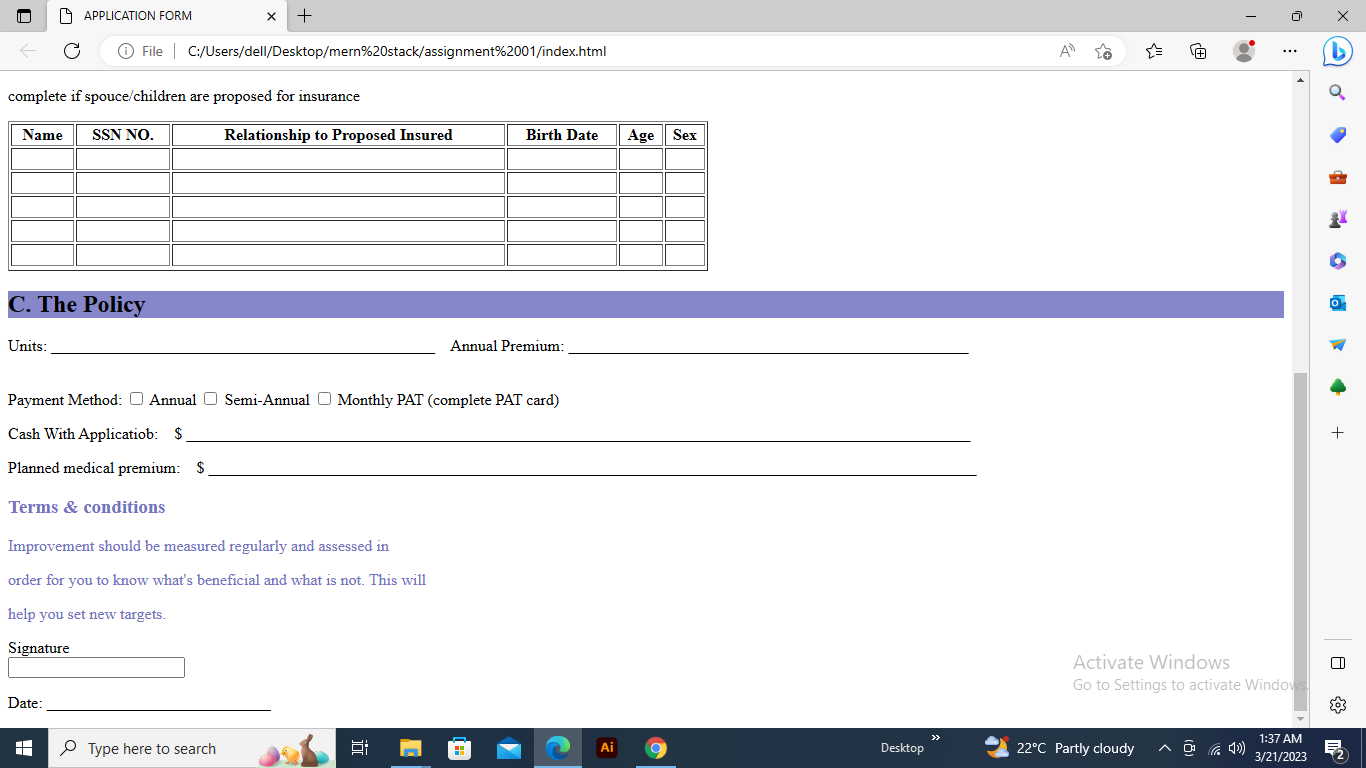 APPLICATION FORM
File C:/Users/dell/Desktop/mern%20stack/assignment%2001/index.html
complete if spouce/children are proposed for insurance
Name SSN NO. Relationship to Proposed Insured Birth Date Age Sex
C. The Policy
Units: Annual Premium:
Payment Method: Annual Semi-Annual Monthly PAT (complete PAT card)
Cash With Applicatiob: $
Planned medical premium: $
Terms & conditions
Improvement should be measured regularly and assessed in
order for you to know what's beneficial and what is not. This will
help you set new targets.
Signature
Date:
Activate Windows
Go to Settings to activate Windows.
Type here to search Ai Desktop 22°C Partly cloudy 1:37 AM
3/21/2023 2